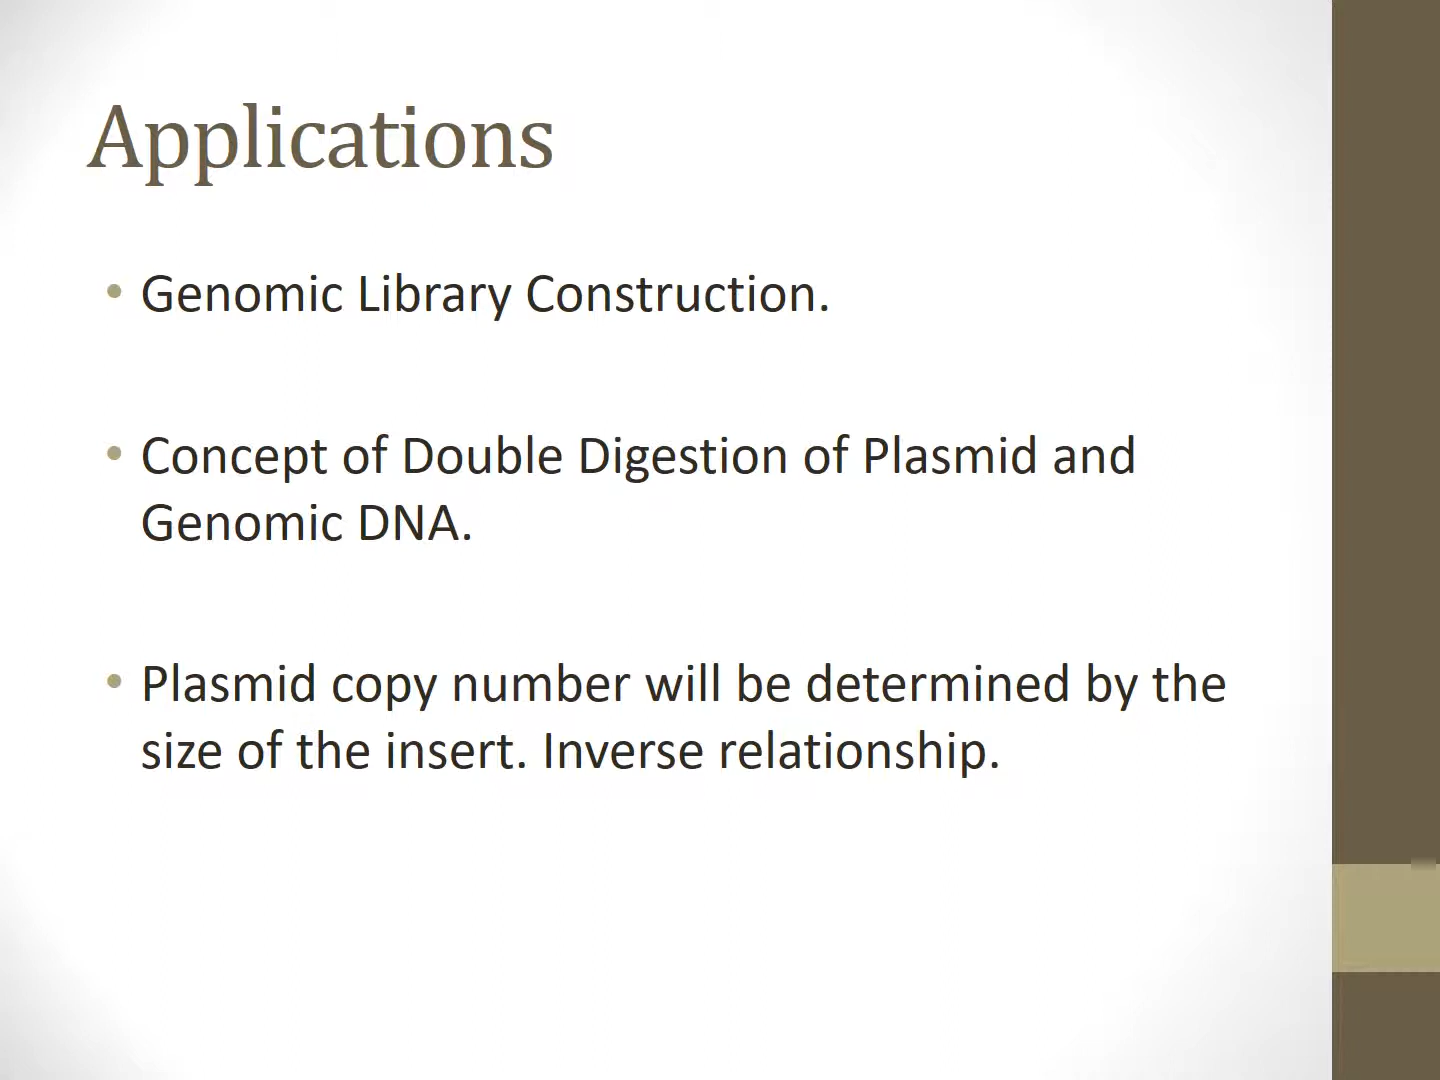 Applications
• Genomic Library Construction.
• Concept of Double Digestion of Plasmid and
Genomic DNA.
• Plasmid copy number will be determined by the
size of the insert. Inverse relationship.